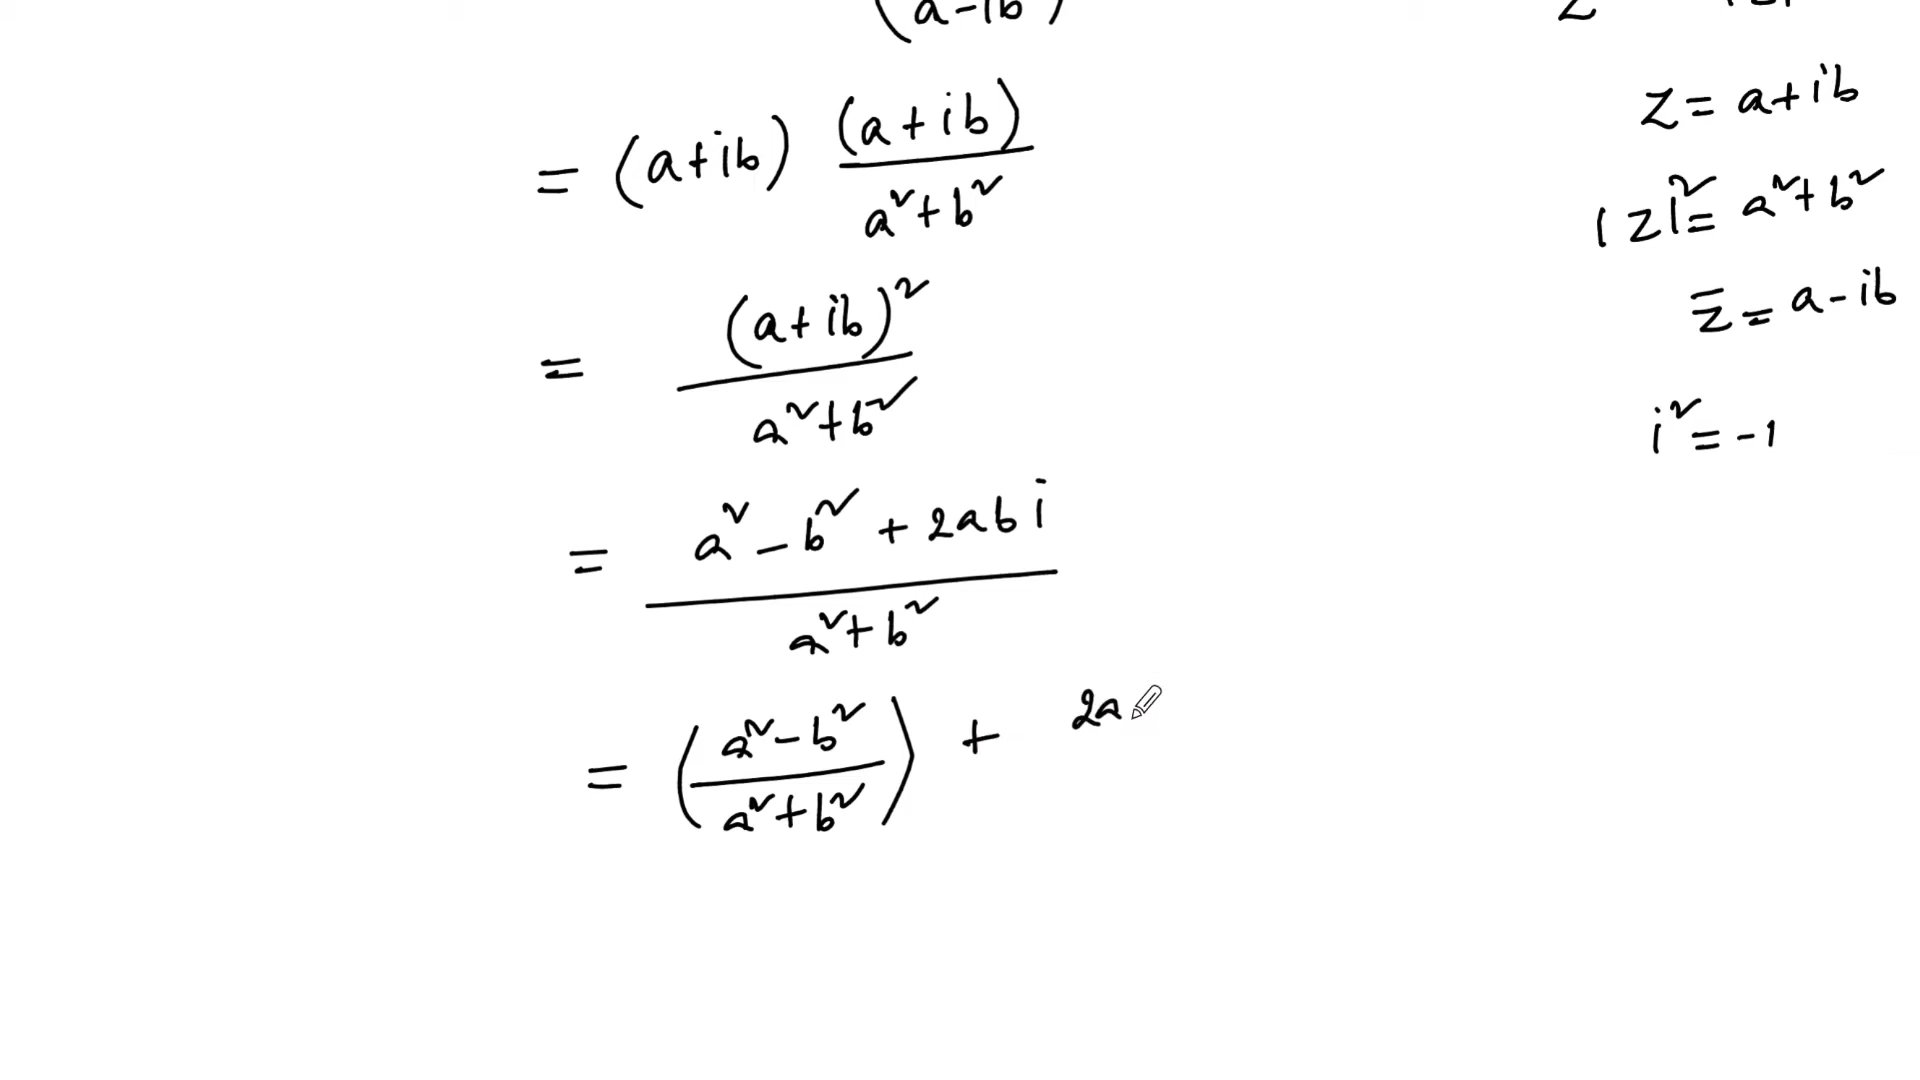 (a-ib)
= (a+ib) (a+ib) / a²+b²
= (a+ib)² / a²+b²
= a² - b² + 2abi / a²+b²
= (a²-b² / a²+b²) + 2a
z = a+ib
|z|² = a²+b²
z̅ = a-ib
i² = -1